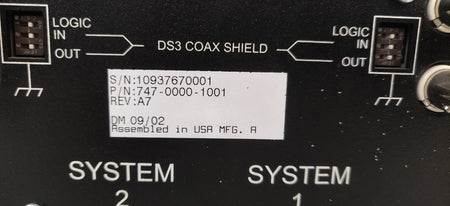 LOGIC
IN
OUT
DS3 COAX SHIELD
LOGIC
IN
OUT
S/N:10937670001
P/N:747-0000-1001
REV:A7
DM 09/02
Assembled in USA MFG. A
SYSTEM
2
SYSTEM
1